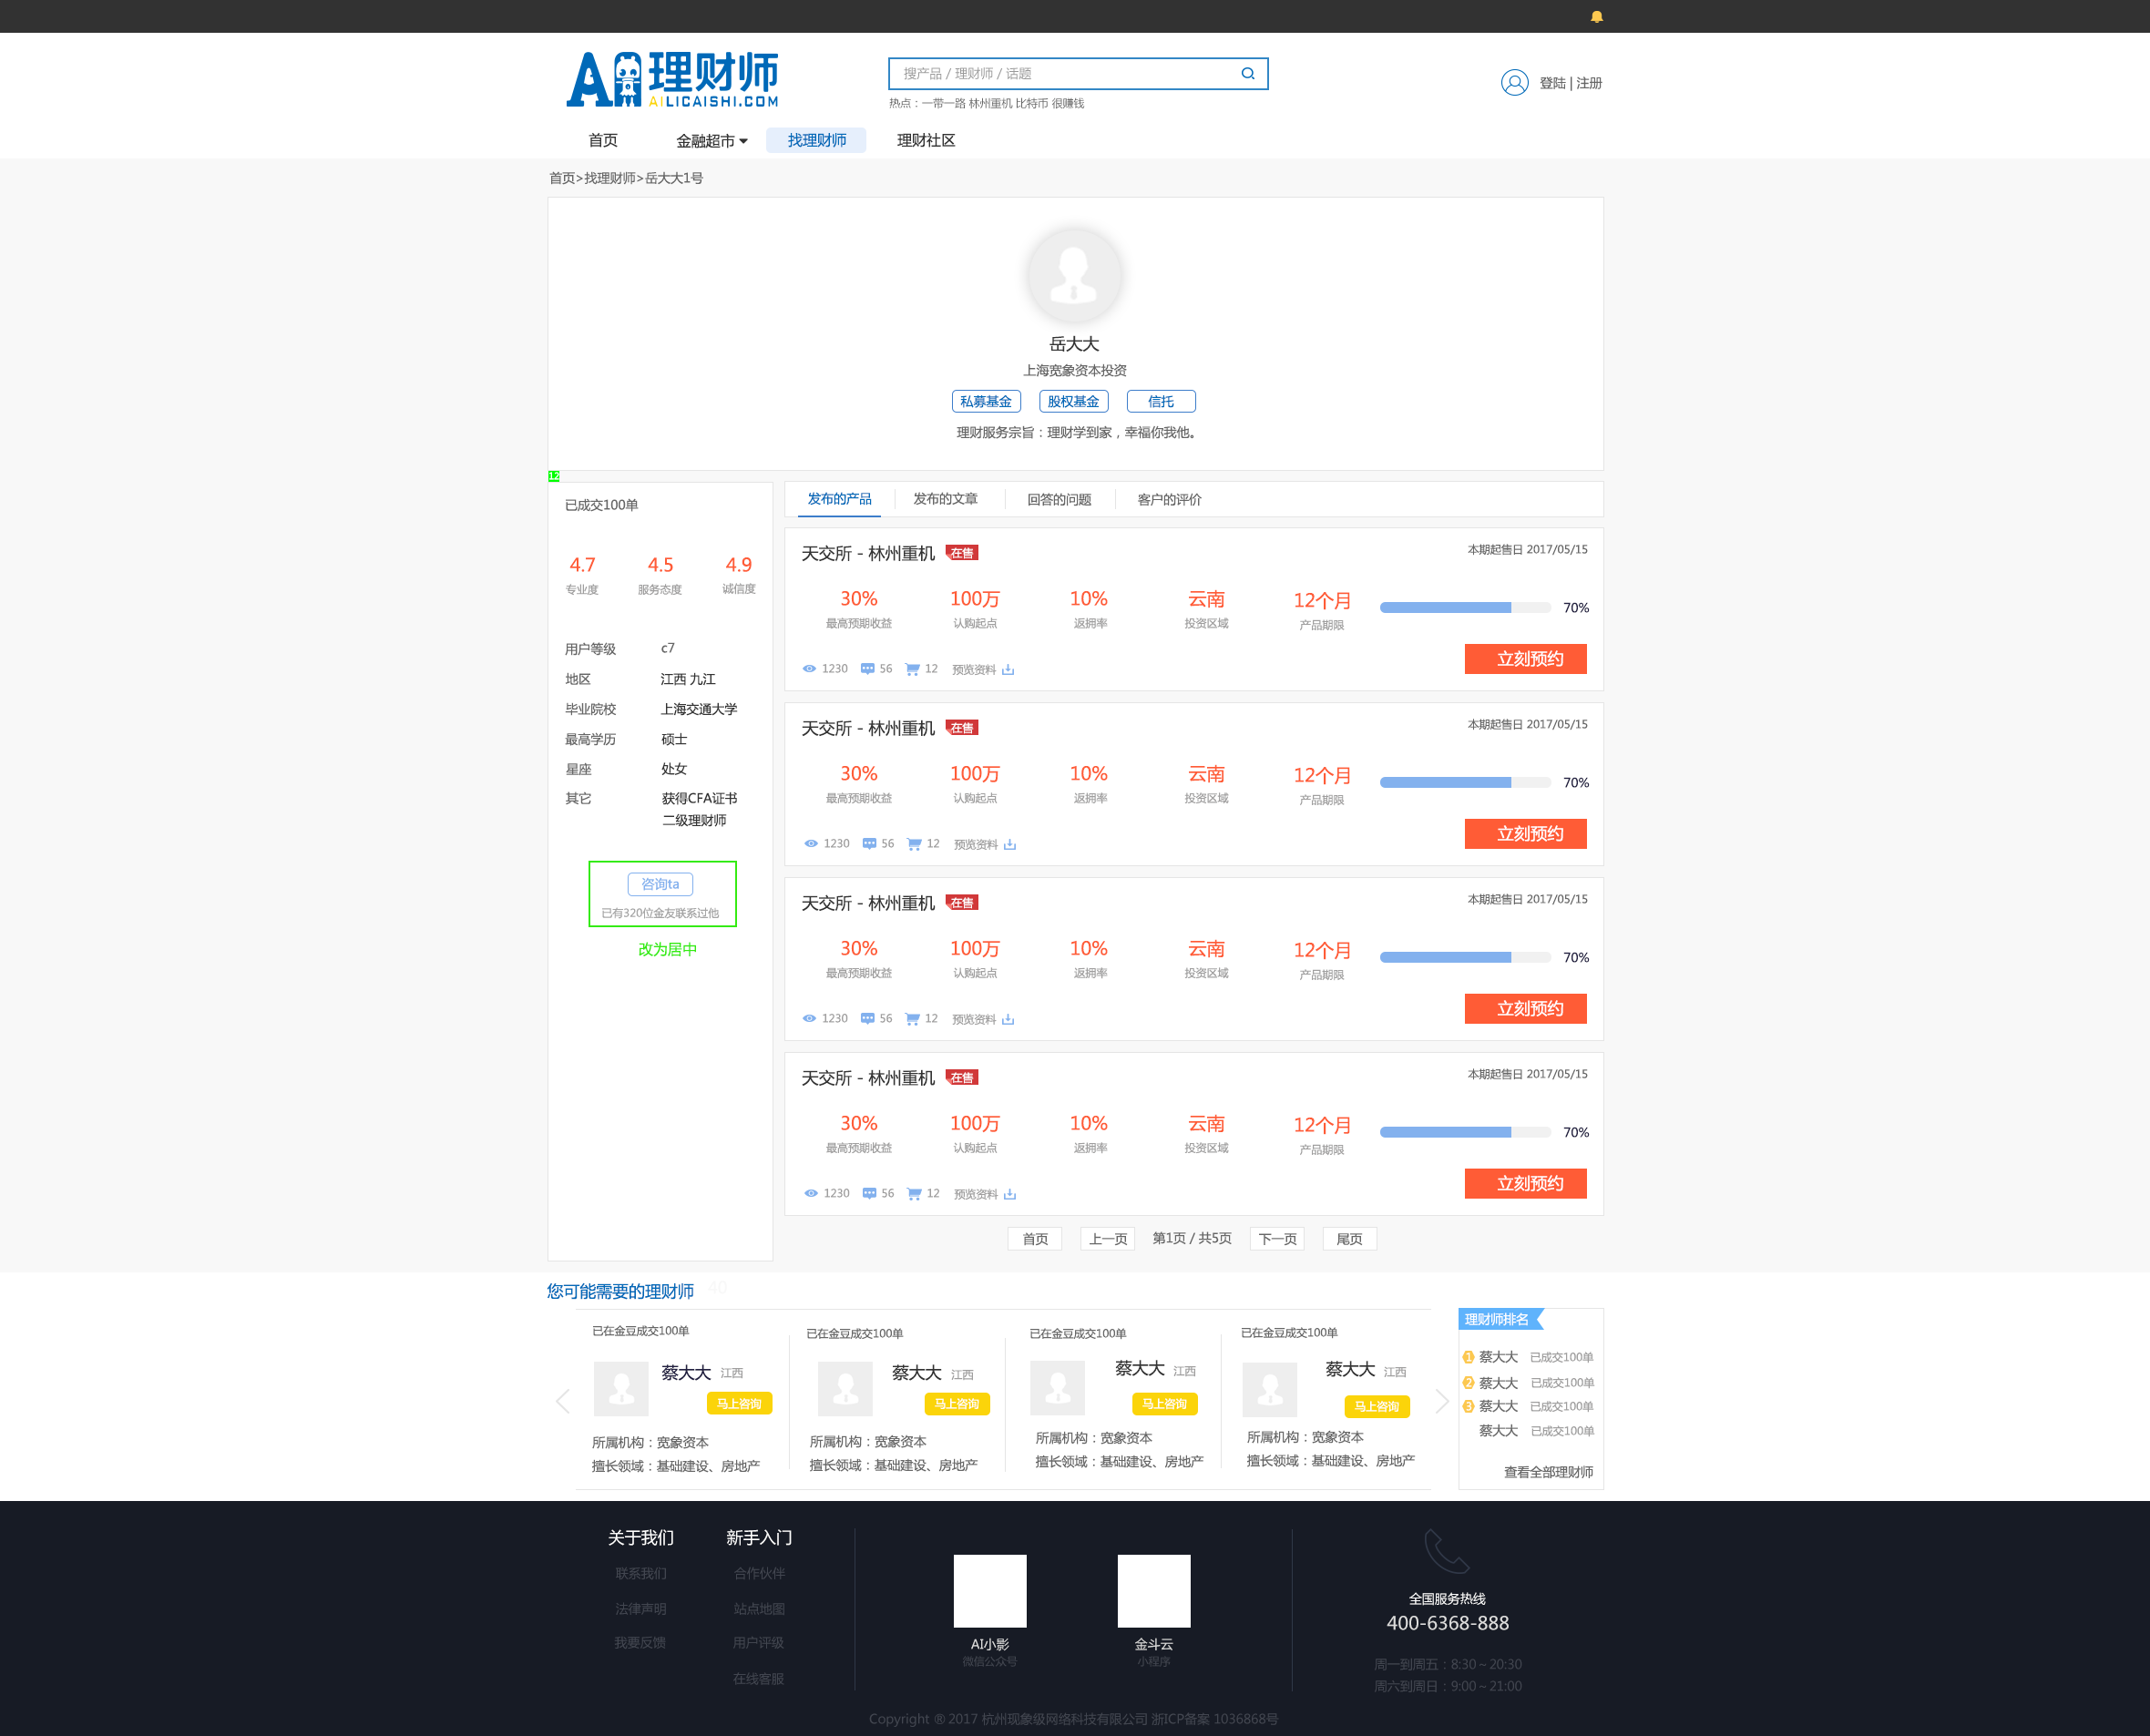 AI理财师
AILICAISHI.COM
搜产品 / 理财师 / 话题
热点：一带一路 林州重机 比特币 很赚钱
登陆 | 注册
首页 金融超市 找理财师 理财社区
首页>找理财师>岳大大1号
岳大大
上海宽象资本投资
私募基金 股权基金 信托
理财服务宗旨：理财学到家，幸福你我他。
12
已成交100单
4.7 4.5 4.9
专业度 服务态度 诚信度
用户等级 c7
地区 江西 九江
毕业院校 上海交通大学
最高学历 硕士
星座 处女
其它 获得CFA证书
二级理财师
咨询ta
已有320位金友联系过他
改为居中
发布的产品 发布的文章 回答的问题 客户的评价
天交所 - 林州重机 在售 本期起售日 2017/05/15
30% 100万 10% 云南 12个月 70%
最高预期收益 认购起点 返拥率 投资区域 产品期限
1230 56 12 预览资料 立刻预约
天交所 - 林州重机 在售 本期起售日 2017/05/15
30% 100万 10% 云南 12个月 70%
最高预期收益 认购起点 返拥率 投资区域 产品期限
1230 56 12 预览资料 立刻预约
天交所 - 林州重机 在售 本期起售日 2017/05/15
30% 100万 10% 云南 12个月 70%
最高预期收益 认购起点 返拥率 投资区域 产品期限
1230 56 12 预览资料 立刻预约
天交所 - 林州重机 在售 本期起售日 2017/05/15
30% 100万 10% 云南 12个月 70%
最高预期收益 认购起点 返拥率 投资区域 产品期限
1230 56 12 预览资料 立刻预约
首页 上一页 第1页 / 共5页 下一页 尾页
您可能需要的理财师 40
已在金豆成交100单
蔡大大 江西
马上咨询
所属机构：宽象资本
擅长领域：基础建设、房地产
已在金豆成交100单
蔡大大 江西
马上咨询
所属机构：宽象资本
擅长领域：基础建设、房地产
已在金豆成交100单
蔡大大 江西
马上咨询
所属机构：宽象资本
擅长领域：基础建设、房地产
已在金豆成交100单
蔡大大 江西
马上咨询
所属机构：宽象资本
擅长领域：基础建设、房地产
理财师排名
1 蔡大大 已成交100单
2 蔡大大 已成交100单
3 蔡大大 已成交100单
蔡大大 已成交100单
查看全部理财师
关于我们
联系我们
法律声明
我要反馈
新手入门
合作伙伴
站点地图
用户评级
在线客服
AI小影
微信公众号
金斗云
小程序
全国服务热线
400-6368-888
周一到周五：8:30～20:30
周六到周日：9:00～21:00
Copyright ® 2017 杭州现象级网络科技有限公司 浙ICP备案 1036868号